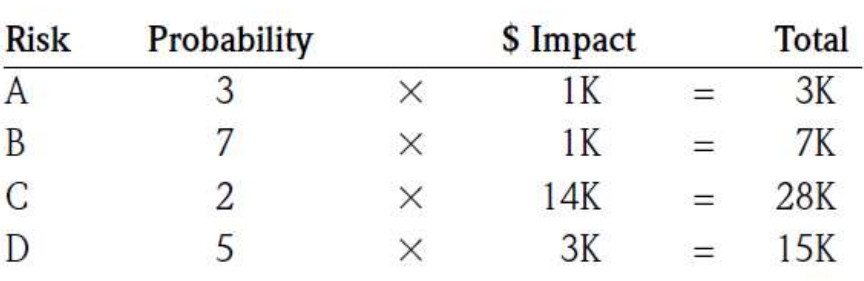 Risk Probability $ Impact Total
A 3 × 1K = 3K
B 7 × 1K = 7K
C 2 × 14K = 28K
D 5 × 3K = 15K